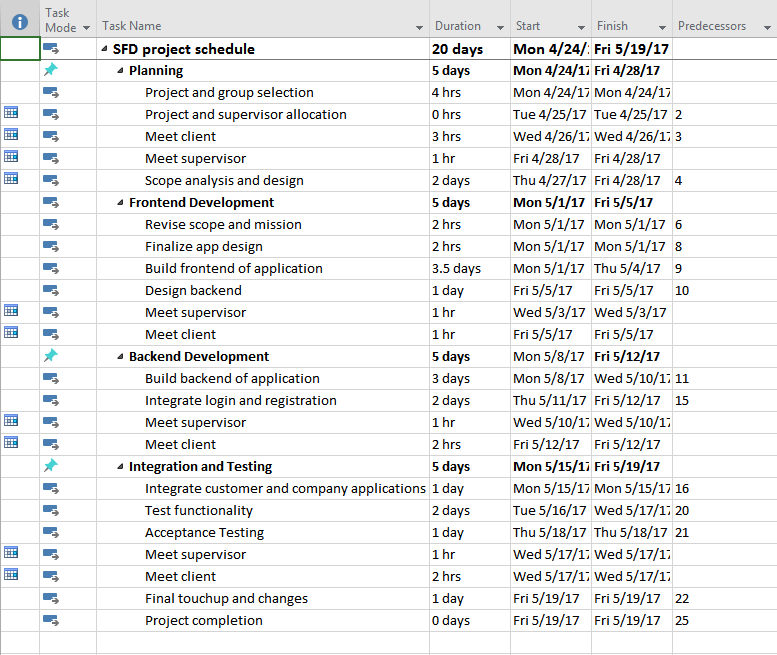 Task Mode Task Name Duration Start Finish Predecessors
SFD project schedule 20 days Mon 4/24/ Fri 5/19/17
Planning 5 days Mon 4/24/17 Fri 4/28/17
Project and group selection 4 hrs Mon 4/24/17 Mon 4/24/17
Project and supervisor allocation 0 hrs Tue 4/25/17 Tue 4/25/17 2
Meet client 3 hrs Wed 4/26/17 Wed 4/26/17 3
Meet supervisor 1 hr Fri 4/28/17 Fri 4/28/17
Scope analysis and design 2 days Thu 4/27/17 Fri 4/28/17 4
Frontend Development 5 days Mon 5/1/17 Fri 5/5/17
Revise scope and mission 2 hrs Mon 5/1/17 Mon 5/1/17 6
Finalize app design 2 hrs Mon 5/1/17 Mon 5/1/17 8
Build frontend of application 3.5 days Mon 5/1/17 Thu 5/4/17 9
Design backend 1 day Fri 5/5/17 Fri 5/5/17 10
Meet supervisor 1 hr Wed 5/3/17 Wed 5/3/17
Meet client 1 hr Fri 5/5/17 Fri 5/5/17
Backend Development 5 days Mon 5/8/17 Fri 5/12/17
Build backend of application 3 days Mon 5/8/17 Wed 5/10/17 11
Integrate login and registration 2 days Thu 5/11/17 Fri 5/12/17 15
Meet supervisor 1 hr Wed 5/10/17 Wed 5/10/17
Meet client 2 hrs Fri 5/12/17 Fri 5/12/17
Integration and Testing 5 days Mon 5/15/17 Fri 5/19/17
Integrate customer and company applications 1 day Mon 5/15/17 Mon 5/15/17 16
Test functionality 2 days Tue 5/16/17 Wed 5/17/17 20
Acceptance Testing 1 day Thu 5/18/17 Thu 5/18/17 21
Meet supervisor 1 hr Wed 5/17/17 Wed 5/17/17
Meet client 2 hrs Wed 5/17/17 Wed 5/17/17
Final touchup and changes 1 day Fri 5/19/17 Fri 5/19/17 22
Project completion 0 days Fri 5/19/17 Fri 5/19/17 25